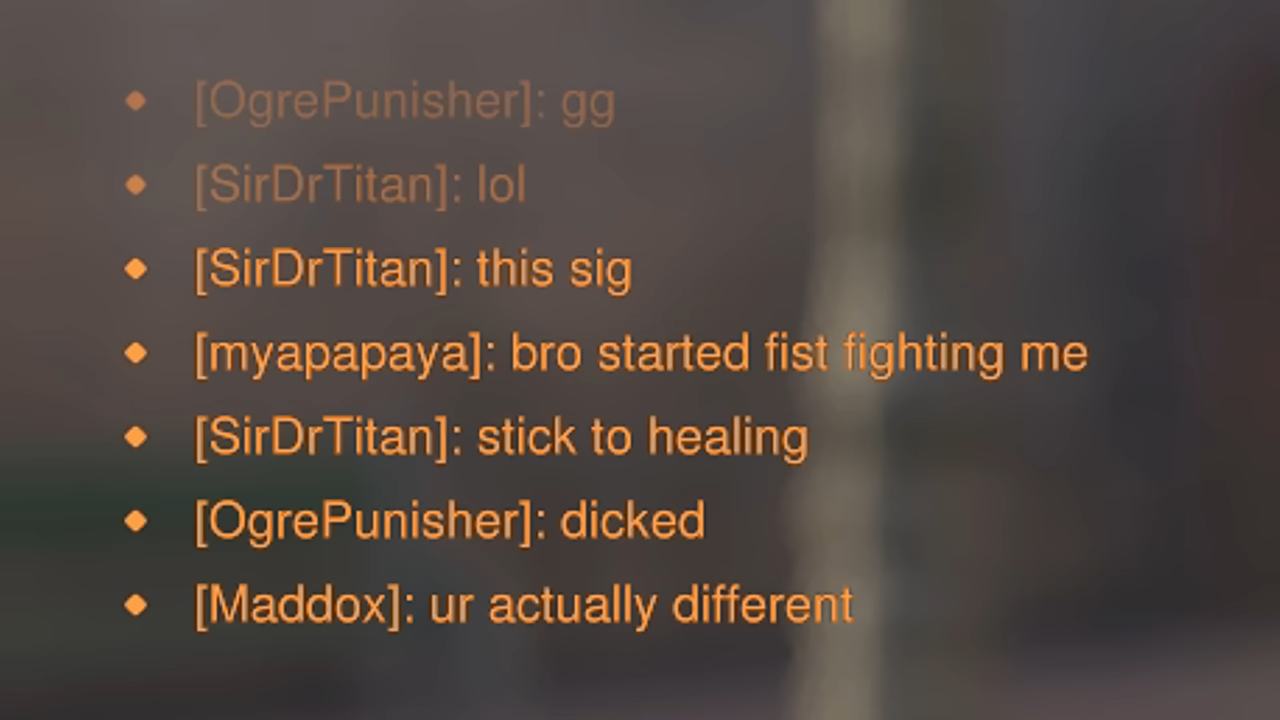 [OgrePunisher]: gg
[SirDrTitan]: lol
[SirDrTitan]: this sig
[myapapaya]: bro started fist fighting me
[SirDrTitan]: stick to healing
[OgrePunisher]: dicked
[Maddox]: ur actually different